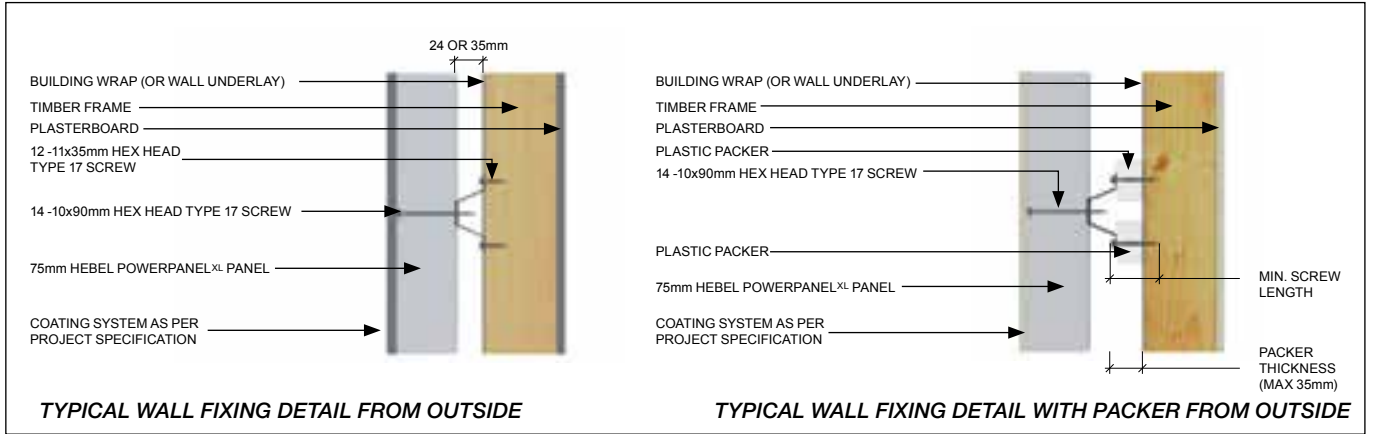 24 OR 35mm
BUILDING WRAP (OR WALL UNDERLAY)
TIMBER FRAME
PLASTERBOARD
12 -11x35mm HEX HEAD
TYPE 17 SCREW
14 -10x90mm HEX HEAD TYPE 17 SCREW
75mm HEBEL POWERPANELXL PANEL
COATING SYSTEM AS PER
PROJECT SPECIFICATION
TYPICAL WALL FIXING DETAIL FROM OUTSIDE
BUILDING WRAP (OR WALL UNDERLAY)
TIMBER FRAME
PLASTERBOARD
PLASTIC PACKER
14 -10x90mm HEX HEAD TYPE 17 SCREW
PLASTIC PACKER
75mm HEBEL POWERPANELXL PANEL
COATING SYSTEM AS PER
PROJECT SPECIFICATION
MIN. SCREW
LENGTH
PACKER
THICKNESS
(MAX 35mm)
TYPICAL WALL FIXING DETAIL WITH PACKER FROM OUTSIDE